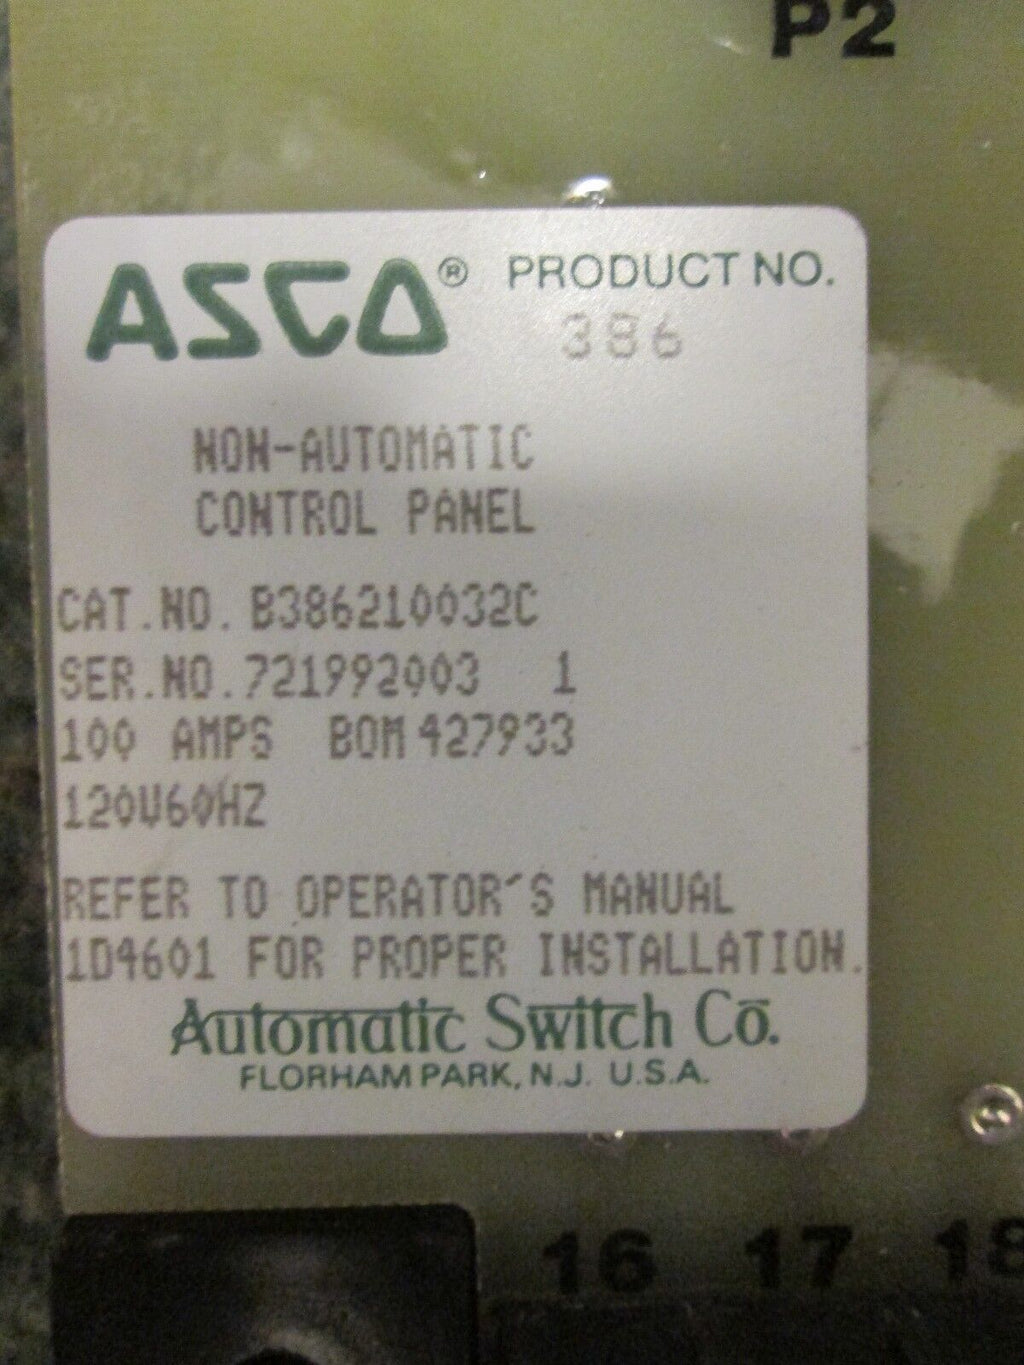 P2
ASCO® PRODUCT NO.
386
NON-AUTOMATIC
CONTROL PANEL
CAT.NO. B386210032C
SER.NO.721992003 1
100 AMPS BOM 427933
120V60HZ
REFER TO OPERATOR'S MANUAL
1D4601 FOR PROPER INSTALLATION.
Automatic Switch Co.
FLORHAM PARK, N.J. U.S.A.
16 17 18